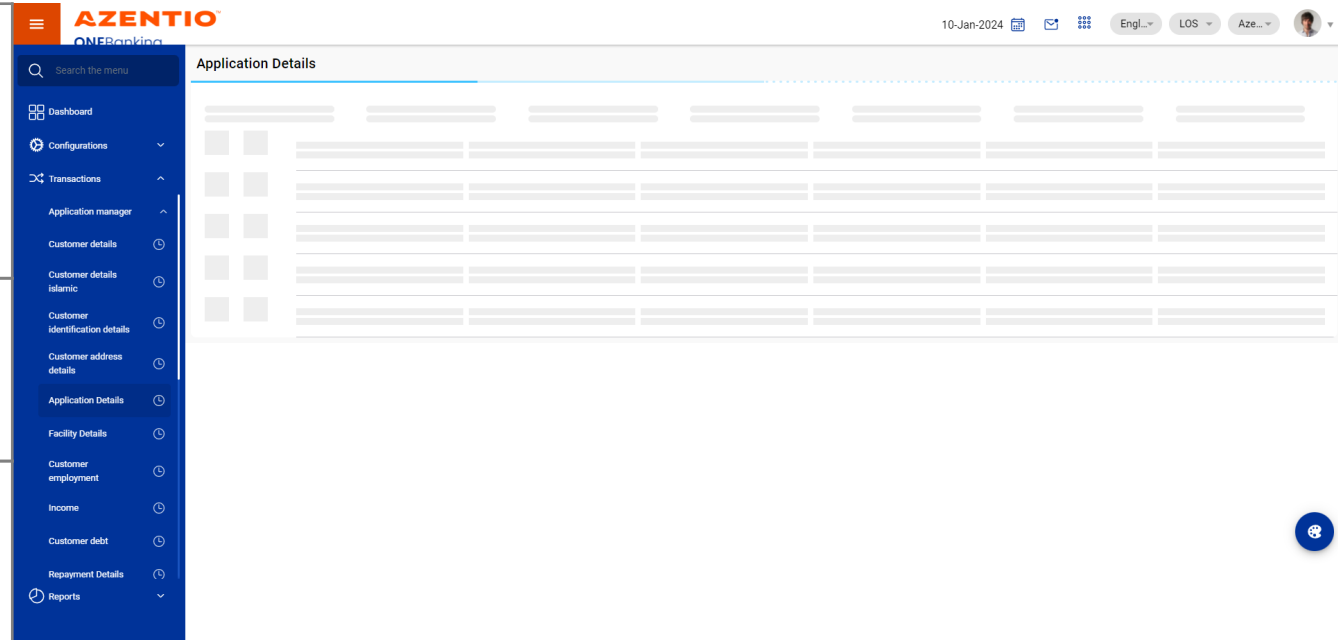 AZENTIO
ONEBanking
10-Jan-2024
Engl...
LOS
Aze...
Search the menu
Application Details
Dashboard
Configurations
Transactions
Application manager
Customer details
Customer details
islamic
Customer
identification details
Customer address
details
Application Details
Facility Details
Customer
employment
Income
Customer debt
Repayment Details
Reports